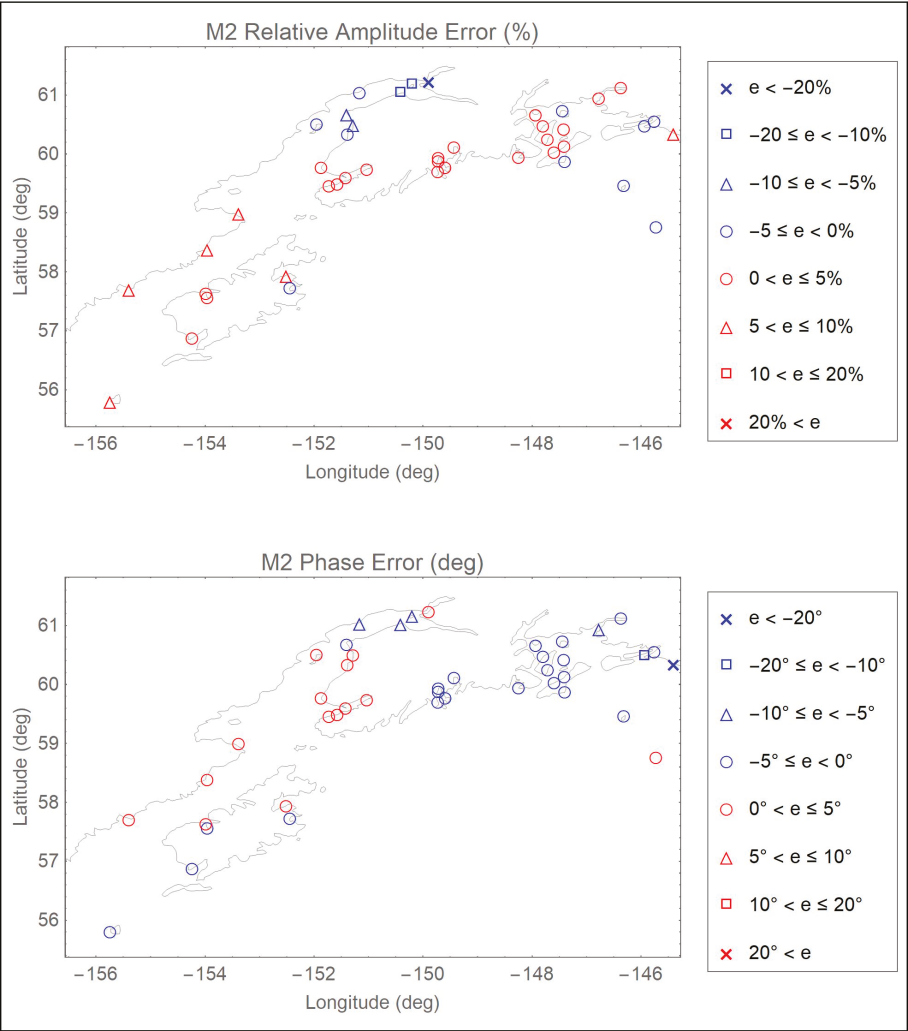 M2 Relative Amplitude Error (%)
61
60
59
58
57
56
Latitude (deg)
−156
−154
−152
−150
−148
−146
Longitude (deg)
e < −20%
−20 ≤ e < −10%
−10 ≤ e < −5%
−5 ≤ e < 0%
0 < e ≤ 5%
5 < e ≤ 10%
10 < e ≤ 20%
20% < e
M2 Phase Error (deg)
61
60
59
58
57
56
Latitude (deg)
−156
−154
−152
−150
−148
−146
Longitude (deg)
e < −20°
−20° ≤ e < −10°
−10° ≤ e < −5°
−5° ≤ e < 0°
0° < e ≤ 5°
5° < e ≤ 10°
10° < e ≤ 20°
20° < e